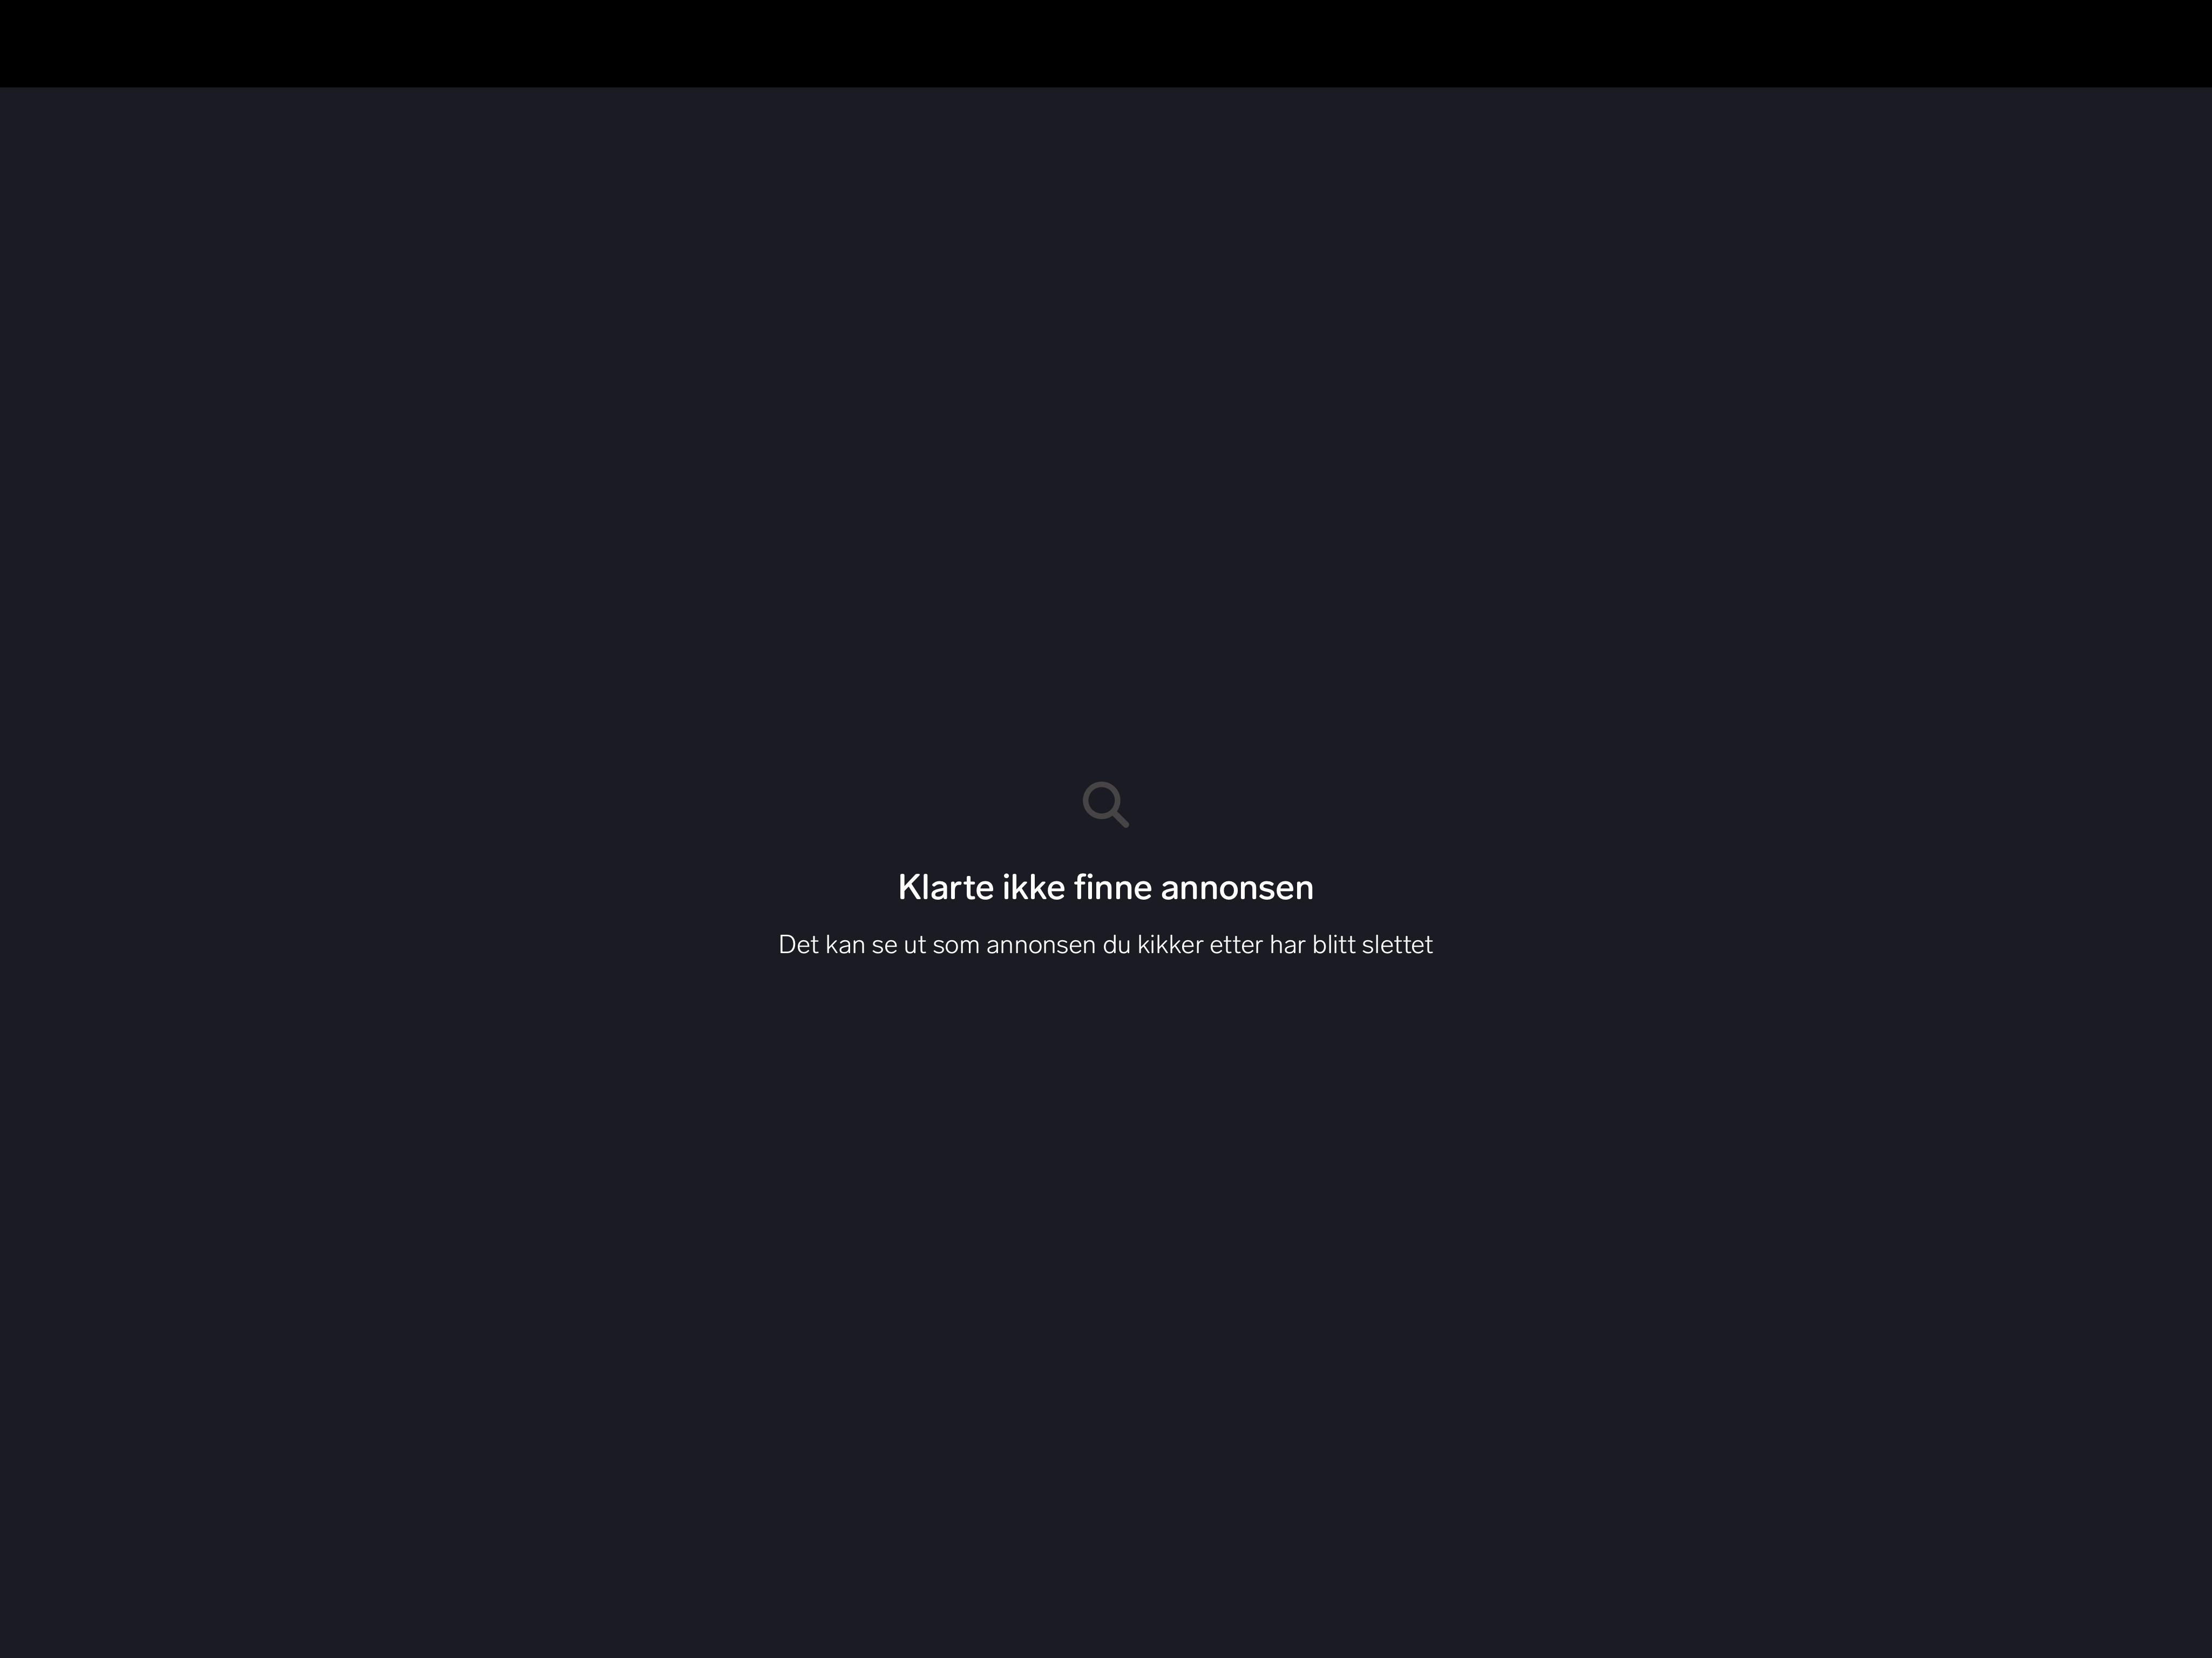 Klarte ikke finne annonsen
Det kan se ut som annonsen du kikker etter har blitt slettet